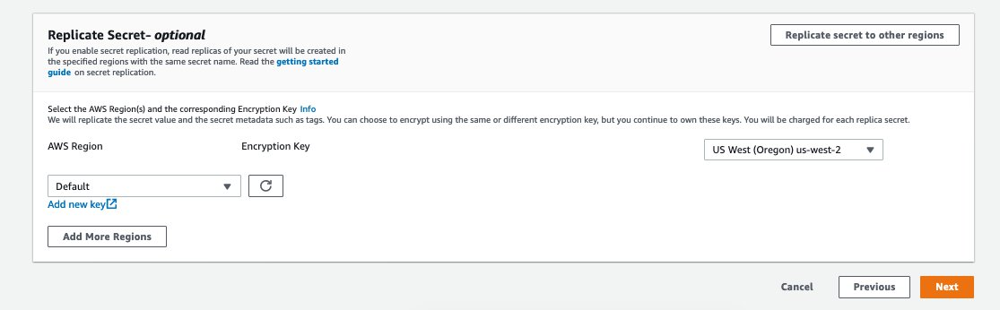 Replicate Secret- optional
Replicate secret to other regions
If you enable secret replication, read replicas of your secret will be created in
the specified regions with the same secret name. Read the getting started
guide on secret replication.
Select the AWS Region(s) and the corresponding Encryption Key Info
We will replicate the secret value and the secret metadata such as tags. You can choose to encrypt using the same or different encryption key, but you continue to own these keys. You will be charged for each replica secret.
AWS Region
Encryption Key
US West (Oregon) us-west-2
Default
Add new key
Add More Regions
Cancel
Previous
Next